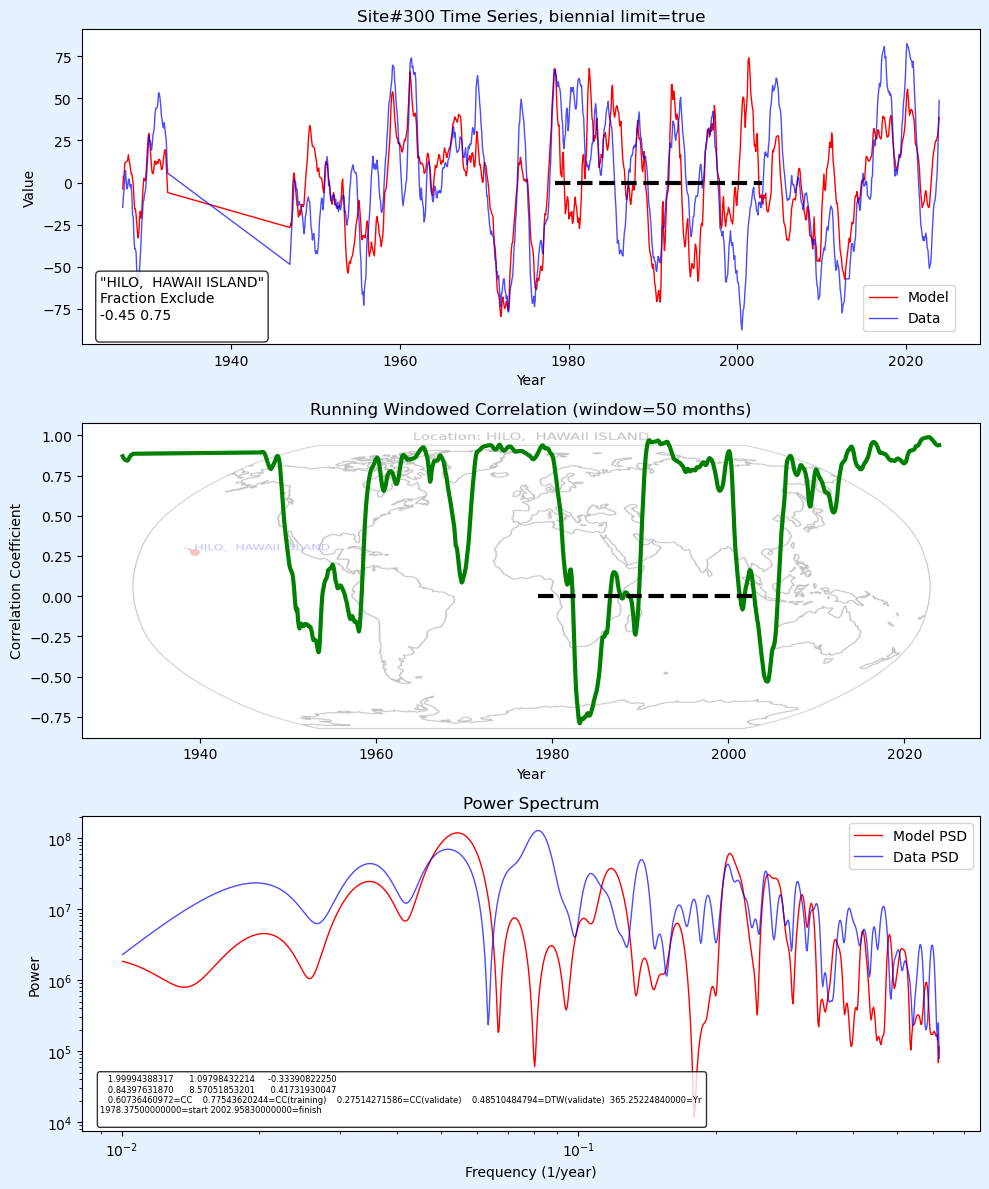 Site#300 Time Series, biennial limit=true
Value
75
50
25
0
−25
−50
−75
"HILO,  HAWAII ISLAND"
Fraction Exclude
-0.45 0.75
Model
Data
1940
1960
1980
2000
2020
Year
Running Windowed Correlation (window=50 months)
Location: HILO,  HAWAII ISLAND
HILO,  HAWAII ISLAND
Correlation Coefficient
1.00
0.75
0.50
0.25
0.00
−0.25
−0.50
−0.75
1940
1960
1980
2000
2020
Year
Power Spectrum
Model PSD
Data PSD
Power
10⁸
10⁷
10⁶
10⁵
10⁴
1.99994388317 1.09798432214 -0.33390822250
0.84397631870 8.57051853201 0.41731930047
0.60736460972=CC 0.77543620244=CC(training) 0.27514271586=CC(validate) 0.48510484794=DTW(validate) 365.25224840000=Yr
1978.37500000000=start 2002.95830000000=finish
10⁻²
10⁻¹
Frequency (1/year)